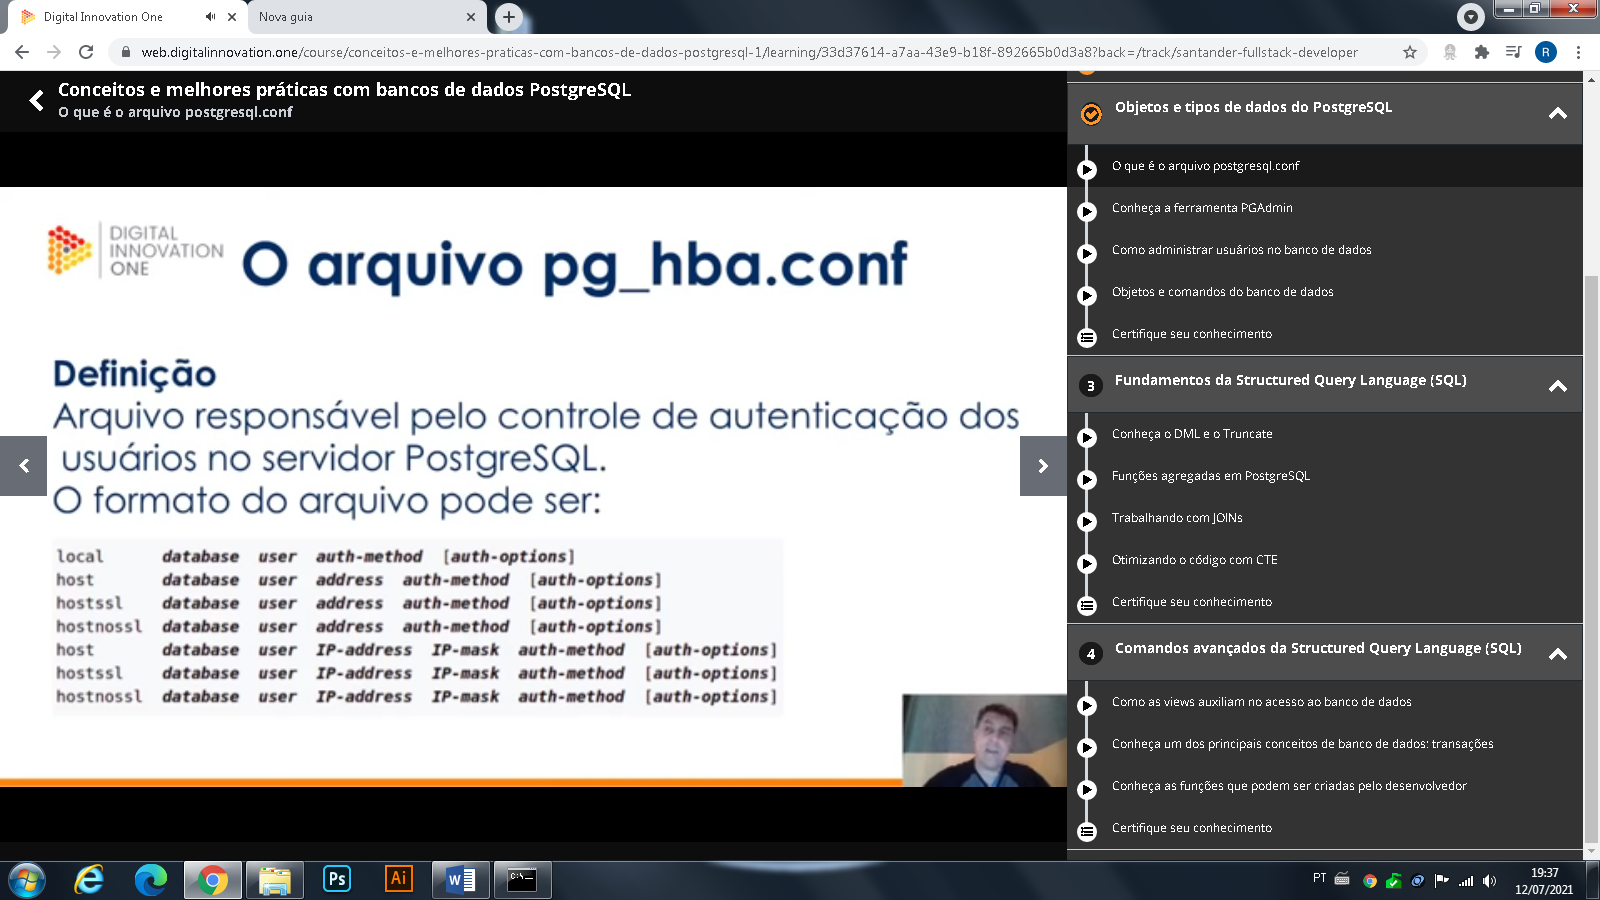 Digital Innovation One
Nova guia
web.digitalinnovation.one/course/conceitos-e-melhores-praticas-com-bancos-de-dados-postgresql-1/learning/33d37614-a7aa-43e9-b18f-892665b0d3a8?back=/track/santander-fullstack-developer
R
Conceitos e melhores práticas com bancos de dados PostgreSQL
O que é o arquivo postgresql.conf
DIGITAL
INNOVATION
ONE
O arquivo pg_hba.conf
Definição
Arquivo responsável pelo controle de autenticação dos
usuários no servidor PostgreSQL.
O formato do arquivo pode ser:
local database user auth-method [auth-options]
host database user address auth-method [auth-options]
hostssl database user address auth-method [auth-options]
hostnossl database user address auth-method [auth-options]
host database user IP-address IP-mask auth-method [auth-options]
hostssl database user IP-address IP-mask auth-method [auth-options]
hostnossl database user IP-address IP-mask auth-method [auth-options]
Objetos e tipos de dados do PostgreSQL
O que é o arquivo postgresql.conf
Conheça a ferramenta PGAdmin
Como administrar usuários no banco de dados
Objetos e comandos do banco de dados
Certifique seu conhecimento
3 Fundamentos da Structured Query Language (SQL)
Conheça o DML e o Truncate
Funções agregadas em PostgreSQL
Trabalhando com JOINs
Otimizando o código com CTE
Certifique seu conhecimento
4 Comandos avançados da Structured Query Language (SQL)
Como as views auxiliam no acesso ao banco de dados
Conheça um dos principais conceitos de banco de dados: transações
Conheça as funções que podem ser criadas pelo desenvolvedor
Certifique seu conhecimento
Ps
Ai
W
C:\
PT
19:37
12/07/2021